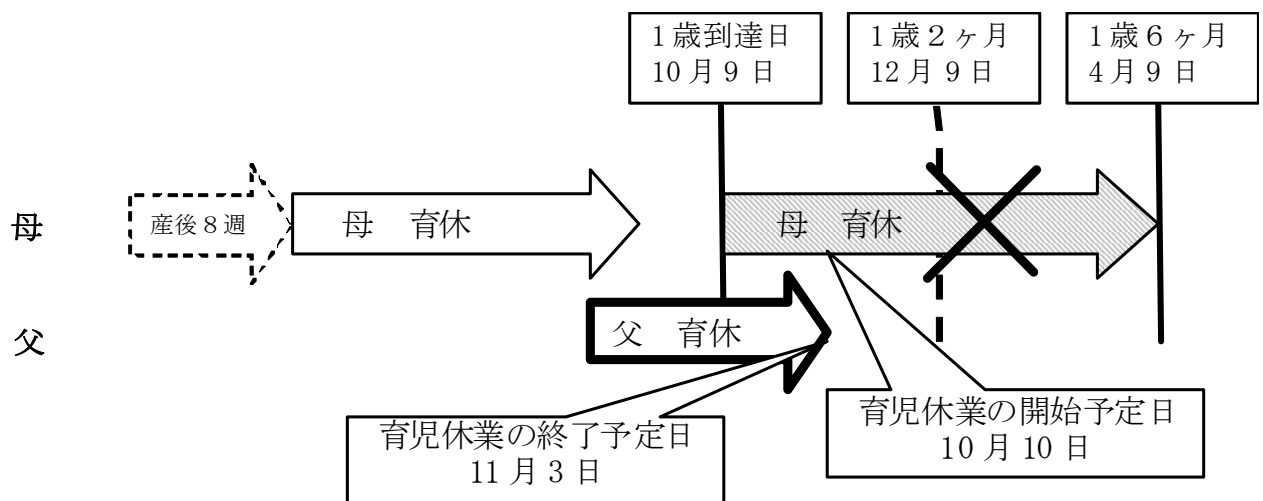 1歳到達日
10月9日
1歳2ヶ月
12月9日
1歳6ヶ月
4月9日
母
産後8週
母 育休
母 育休
父
父 育休
育児休業の終了予定日
11月3日
育児休業の開始予定日
10月10日